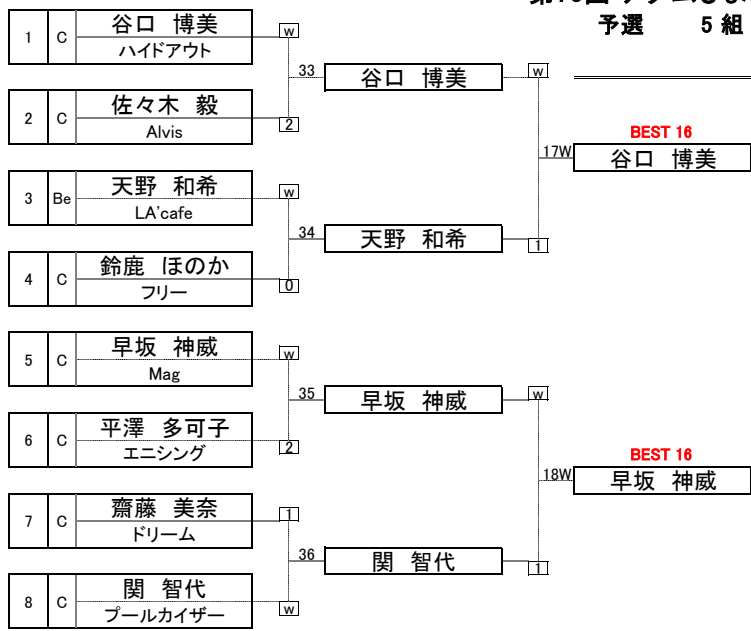 予選 5 組
1 C 谷口 博美 W
ハイドアウト
33 谷口 博美 W
2 C 佐々木 毅 2
Alvis
BEST 16
17W 谷口 博美
3 Be 天野 和希 W
LA'cafe
34 天野 和希 1
4 C 鈴鹿 ほのか 0
フリー
5 C 早坂 神威 W
Mag
35 早坂 神威 W
6 C 平澤 多可子 2
エニシング
BEST 16
18W 早坂 神威
7 C 齋藤 美奈 1
ドリーム
36 関 智代 1
8 C 関 智代 W
プールカイザー